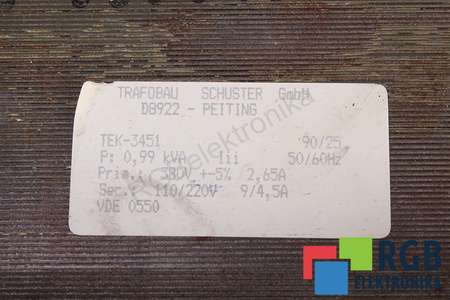 TRAFOBAU SCHUSTER GmbH
D8922 - PEITING
TEK-3451 90/25
P: 0,99 kVA Iii 50/60Hz
Prim.: 380V +-5% 2,65A
Sec.: 110/220V 9/4,5A
VDE 0550
RGB
ELEKTRONIKA